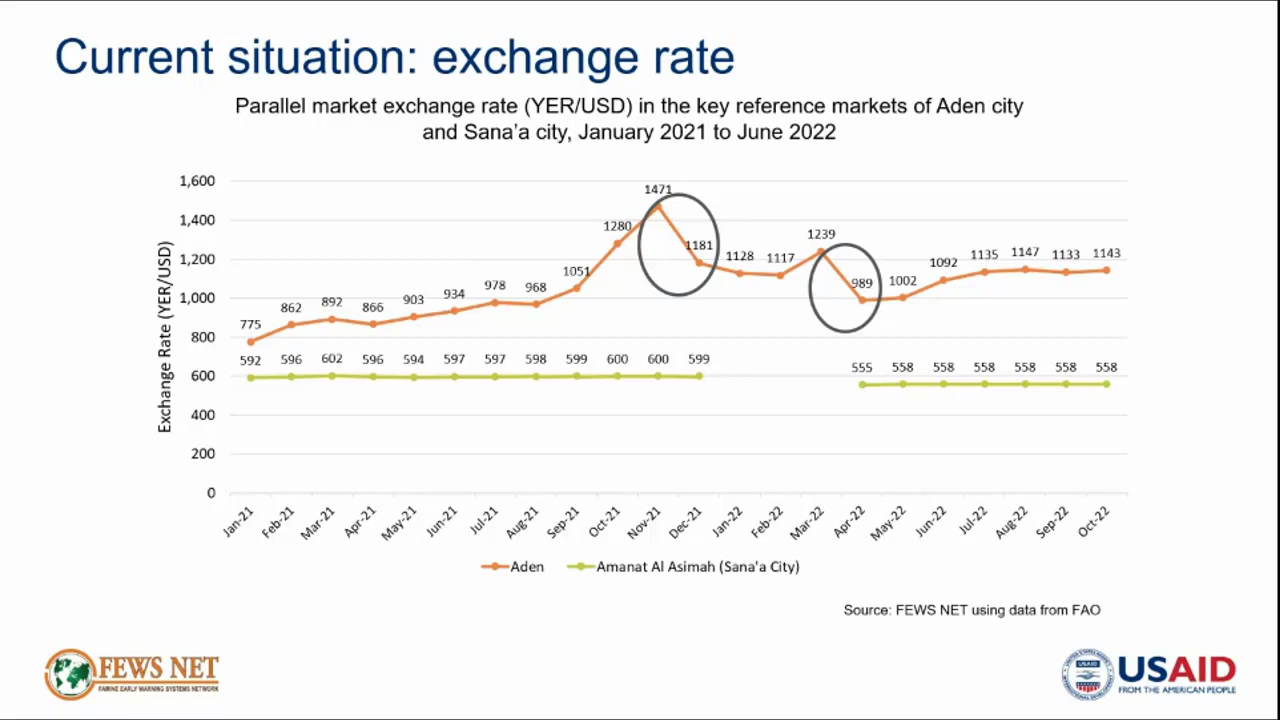 Current situation: exchange rate
Parallel market exchange rate (YER/USD) in the key reference markets of Aden city
and Sana'a city, January 2021 to June 2022
Exchange Rate (YER/USD)
1,600
1,400
1,200
1,000
800
600
400
200
0
775
862
892
866
903
934
978
968
1051
1280
1471
1181
1128
1117
1239
989
1002
1092
1135
1147
1133
1143
592
596
602
596
594
597
597
598
599
600
600
599
555
558
558
558
558
558
558
Jan-21
Feb-21
Mar-21
Apr-21
May-21
Jun-21
Jul-21
Aug-21
Sep-21
Oct-21
Nov-21
Dec-21
Jan-22
Feb-22
Mar-22
Apr-22
May-22
Jun-22
Jul-22
Aug-22
Sep-22
Oct-22
Aden
Amanat Al Asimah (Sana'a City)
Source: FEWS NET using data from FAO
FEWS NET
FAMINE EARLY WARNING SYSTEMS NETWORK
USAID
USAID
FROM THE AMERICAN PEOPLE